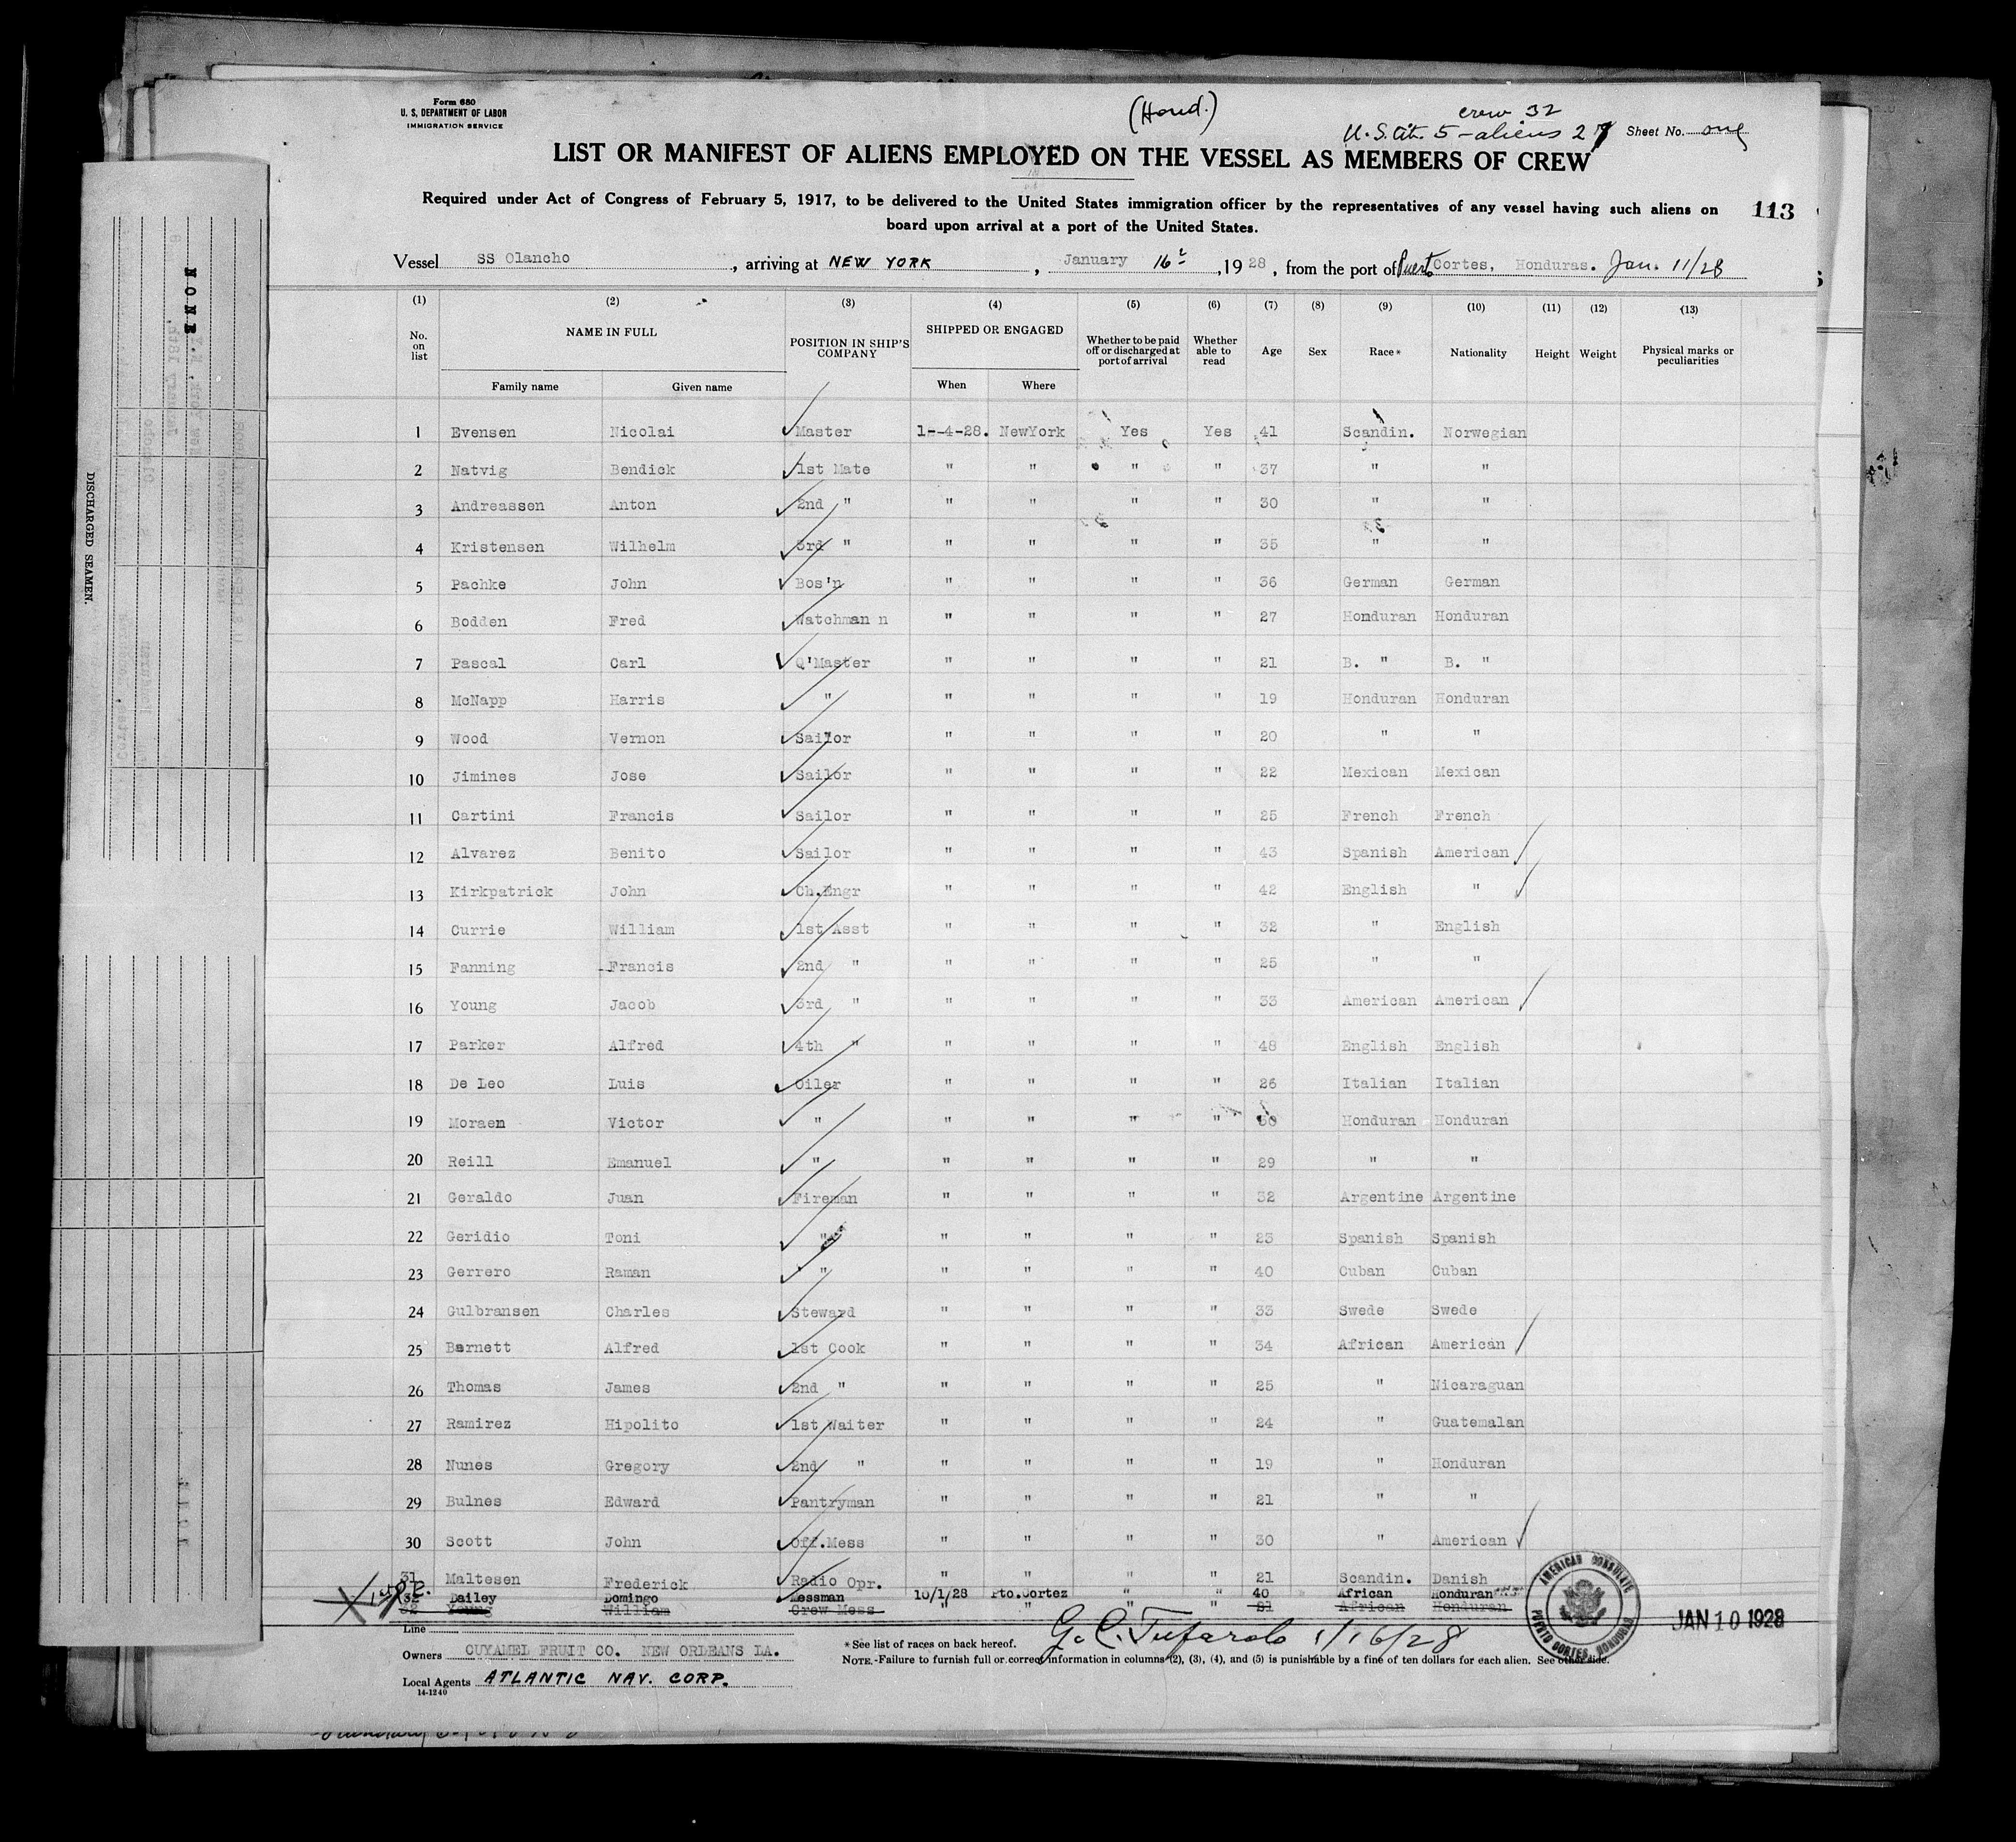 Form 680
U. S. DEPARTMENT OF LABOR
IMMIGRATION SERVICE
(Hond.)
crew 32
U.S. Cit. 5 - aliens 27
Sheet No. one
LIST OR MANIFEST OF ALIENS EMPLOYED ON THE VESSEL AS MEMBERS OF CREW
Required under Act of Congress of February 5, 1917, to be delivered to the United States immigration officer by the representatives of any vessel having such aliens on
board upon arrival at a port of the United States.
113
Vessel SS Olancho, arriving at NEW YORK, January 16th, 1928, from the port of Puerto Cortes, Honduras. Jan. 11/28
(1) (2) (3) (4) (5) (6) (7) (8) (9) (10) (11) (12) (13)
No. on list NAME IN FULL POSITION IN SHIP'S COMPANY SHIPPED OR ENGAGED Whether to be paid off or discharged at port of arrival Whether able to read Age Sex Race* Nationality Height Weight Physical marks or peculiarities
Family name Given name When Where
1 Evensen Nicolai Master 1--4-28. NewYork Yes Yes 41 Scandin. Norwegian
2 Natvig Bendick 1st Mate " " " " 37 " "
3 Andreassen Anton 2nd " " " " " 30 " "
4 Kristensen Wilhelm 3rd " " " " " 35 " "
5 Pachke John Bos'n " " " " 36 German German
6 Bodden Fred Watchman n " " " " 27 Honduran Honduran
7 Pascal Carl Q'Master " " " " 21 B. " B. "
8 McNapp Harris " " " " " 19 Honduran Honduran
9 Wood Vernon Sailor " " " " 20 " "
10 Jimines Jose Sailor " " " " 22 Mexican Mexican
11 Cartini Francis Sailor " " " " 25 French French
12 Alvarez Benito Sailor " " " " 43 Spanish American
13 Kirkpatrick John Ch.Engr " " " " 42 English "
14 Currie William 1st Asst " " " " 32 " English
15 Fanning Francis 2nd " " " " " 25 " "
16 Young Jacob 3rd " " " " " 33 American American
17 Parker Alfred 4th " " " " " 48 English English
18 De Leo Luis Oiler " " " " 26 Italian Italian
19 Moraen Victor " " " " " 30 Honduran Honduran
20 Reill Emanuel " " " " " 29 " "
21 Geraldo Juan Fireman " " " " 32 Argentine Argentine
22 Geridio Toni " " " " " 23 Spanish Spanish
23 Gerrero Raman " " " " " 40 Cuban Cuban
24 Gulbransen Charles Steward " " " " 33 Swede Swede
25 Barnett Alfred 1st Cook " " " " 34 African American
26 Thomas James 2nd " " " " " 25 " Nicaraguan
27 Ramirez Hipolito 1st Waiter " " " " 24 " Guatemalan
28 Nunes Gregory 2nd " " " " " 19 " Honduran
29 Bulnes Edward Pantryman " " " " 21 " "
30 Scott John Off.Mess " " " " 30 " American
31 Maltesen Frederick Radio Opr. " " " " 21 Scandin. Danish
32 Bailey Domingo Messman 10/1/28 Pto.Cortez " " 40 African Honduran
32 Young William Crew Mess " " " " 21 African Honduran
AMERICAN CONSULATE
PUERTO CORTES, HONDURAS
JAN 10 1928
Line
Owners CUYAMEL FRUIT CO. NEW ORLEANS LA.
Local Agents ATLANTIC NAV. CORP.
14-1240
*See list of races on back hereof.
G. C. Tufarolo 1/16/28
NOTE.-Failure to furnish full or correct information in columns (2), (3), (4), and (5) is punishable by a fine of ten dollars for each alien. See other side.
DISCHARGED SEAMEN.
NONE